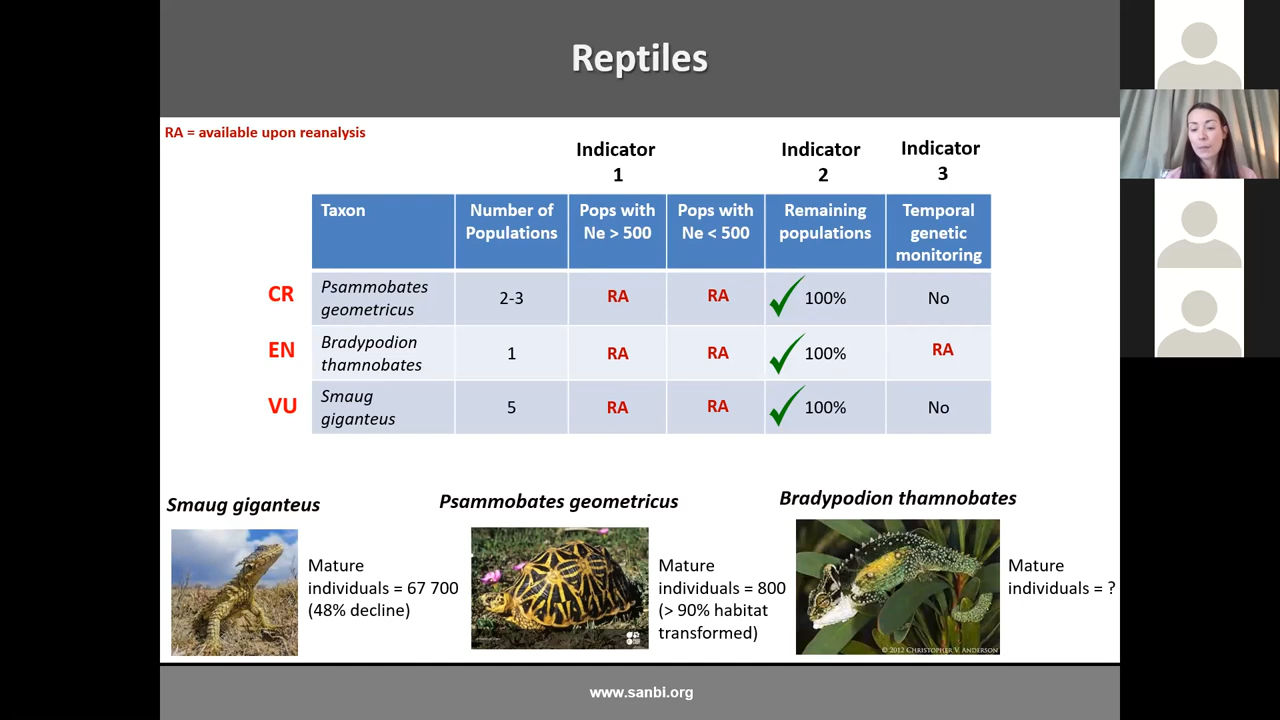 Reptiles
RA = available upon reanalysis
Indicator
1
Indicator
2
Indicator
3
Taxon
Number of
Populations
Pops with
Ne > 500
Pops with
Ne < 500
Remaining
populations
Temporal
genetic
monitoring
CR
Psammobates
geometricus
2-3
RA
RA
100%
No
EN
Bradypodion
thamnobates
1
RA
RA
100%
RA
VU
Smaug
giganteus
5
RA
RA
100%
No
Smaug giganteus
Mature
individuals = 67 700
(48% decline)
Psammobates geometricus
Mature
individuals = 800
(> 90% habitat
transformed)
Bradypodion thamnobates
Mature
individuals = ?
© 2012 CHRISTOPHER V. ANDERSON
www.sanbi.org